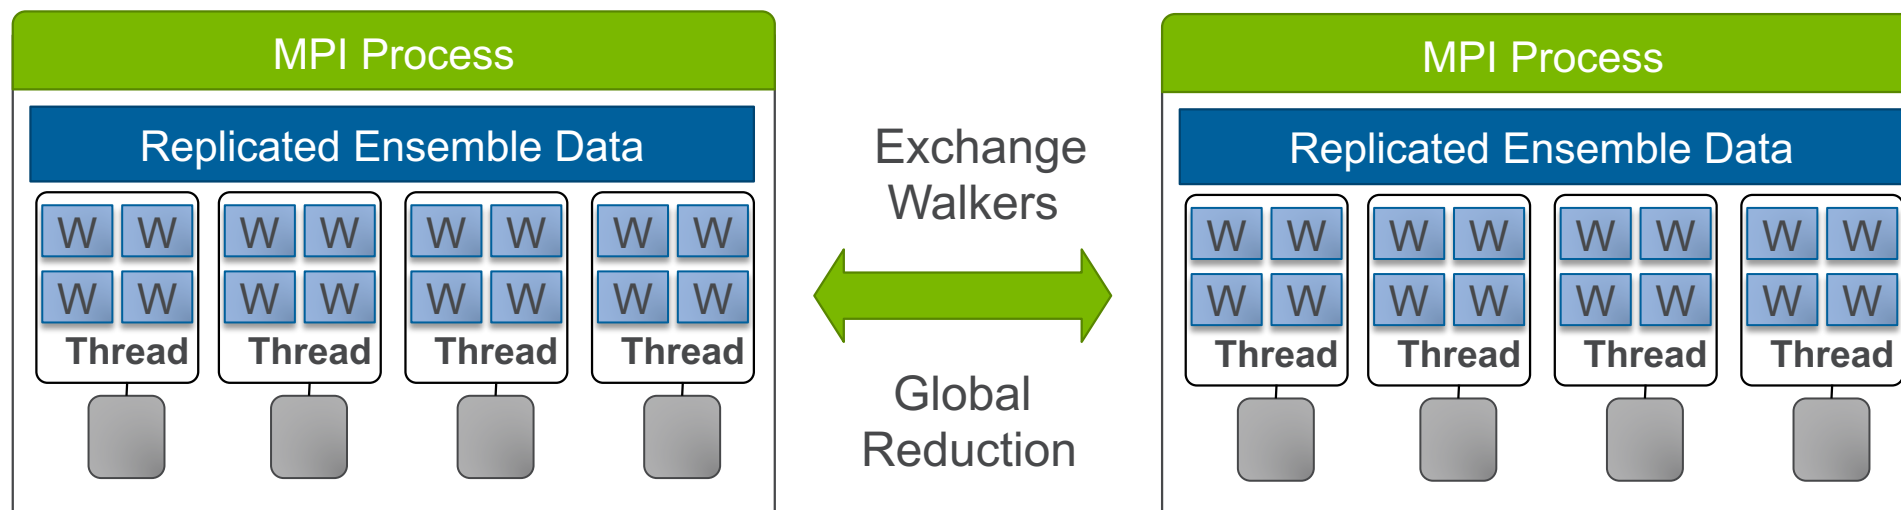 MPI Process
Replicated Ensemble Data
W W W W W W W W
W W W W W W W W
Thread Thread Thread Thread
Exchange
Walkers
Global
Reduction
MPI Process
Replicated Ensemble Data
W W W W W W W W
W W W W W W W W
Thread Thread Thread Thread